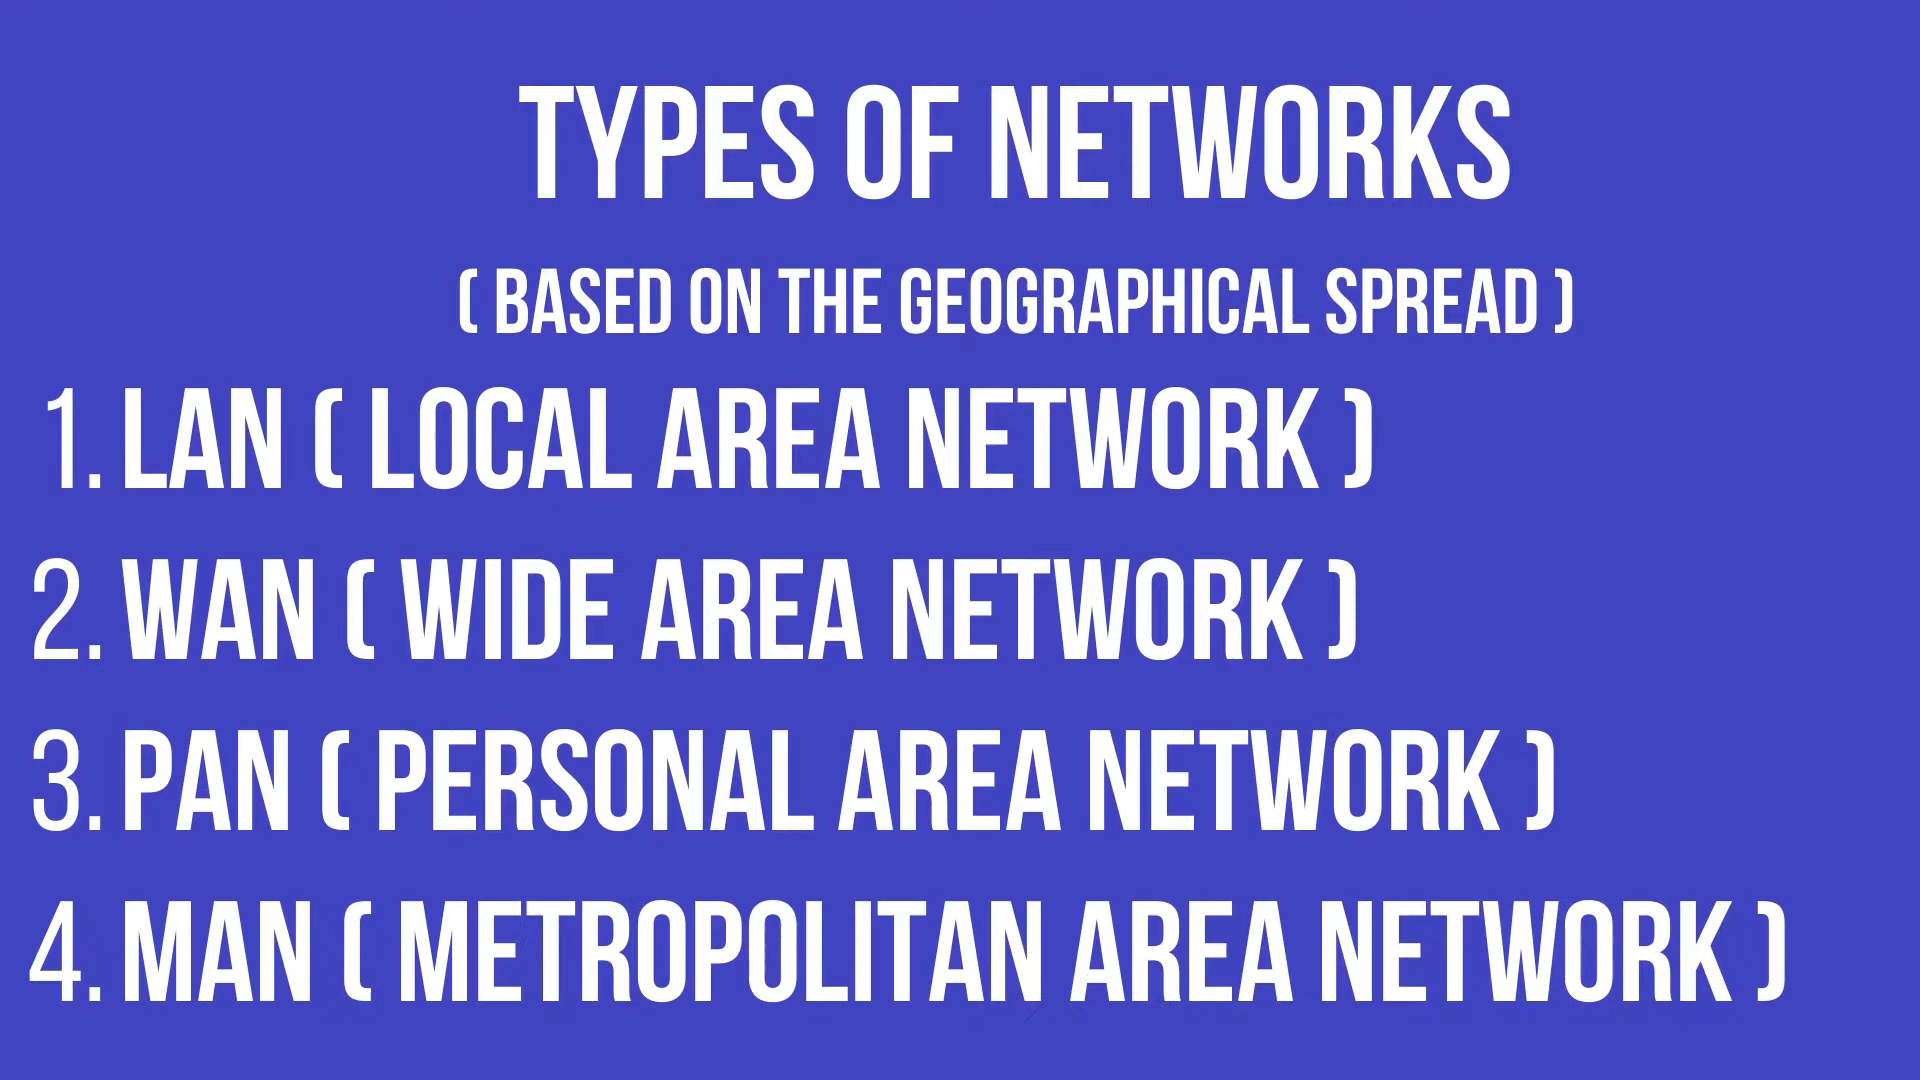 TYPES OF NETWORKS
( BASED ON THE GEOGRAPHICAL SPREAD )
1. LAN ( LOCAL AREA NETWORK )
2. WAN ( WIDE AREA NETWORK )
3. PAN ( PERSONAL AREA NETWORK )
4. MAN ( METROPOLITAN AREA NETWORK )